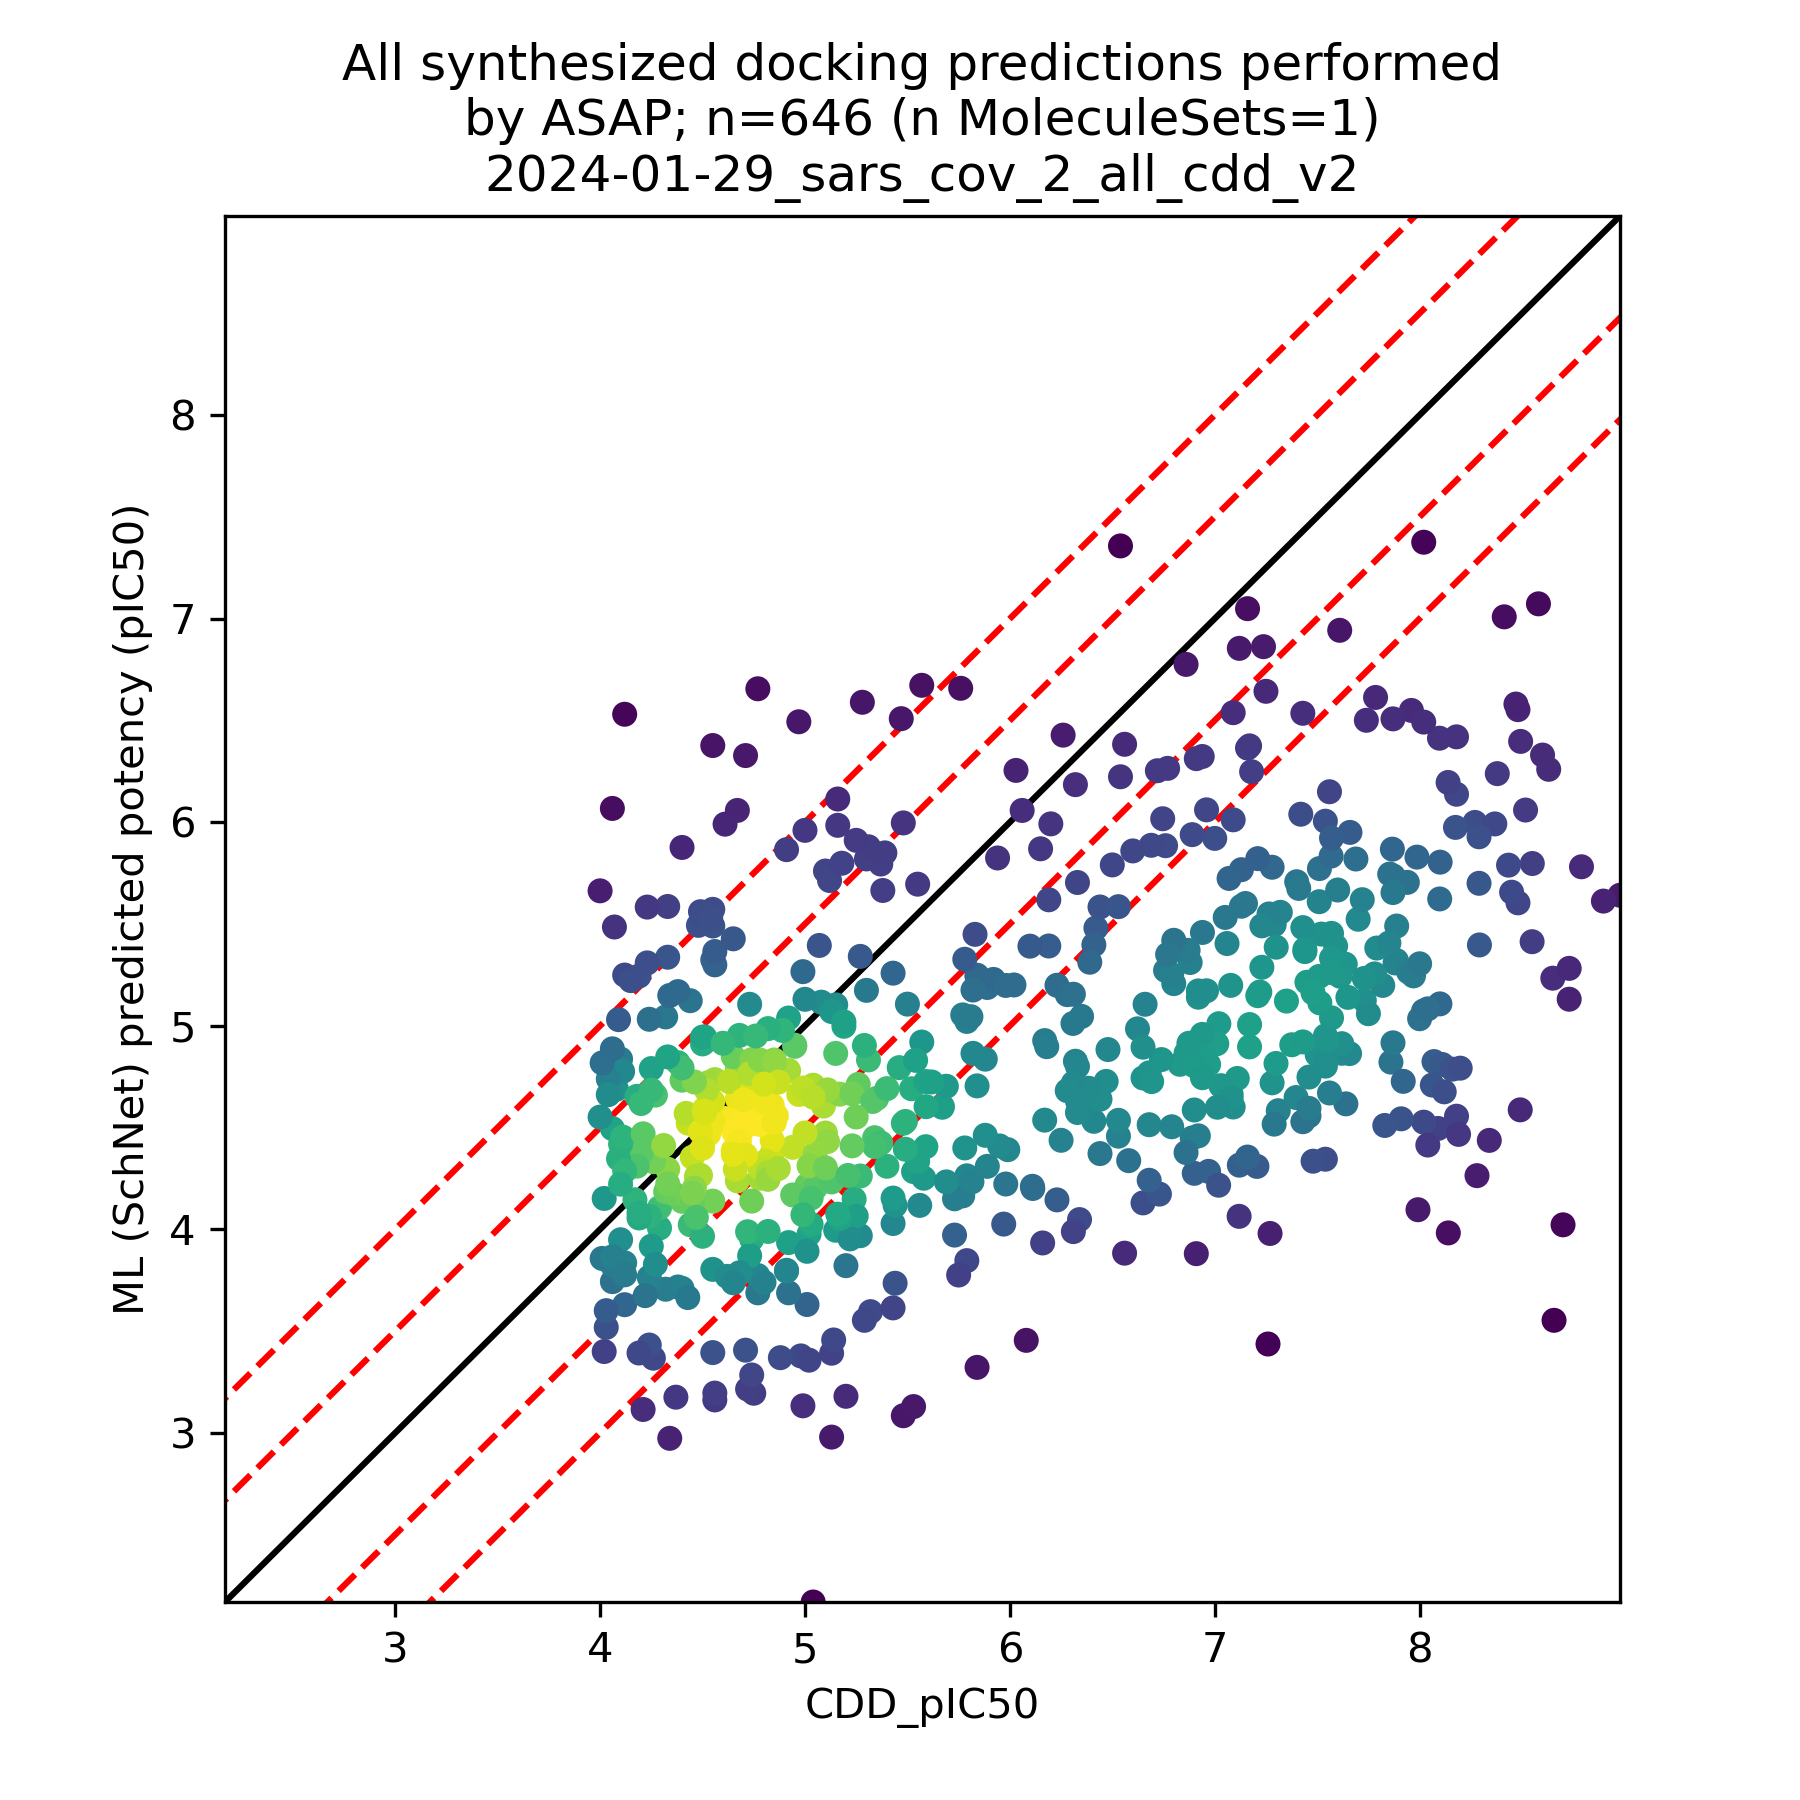 All synthesized docking predictions performed
by ASAP; n=646 (n MoleculeSets=1)
2024-01-29_sars_cov_2_all_cdd_v2
ML (SchNet) predicted potency (pIC50)
8
7
6
5
4
3
3
4
5
6
7
8
CDD_pIC50